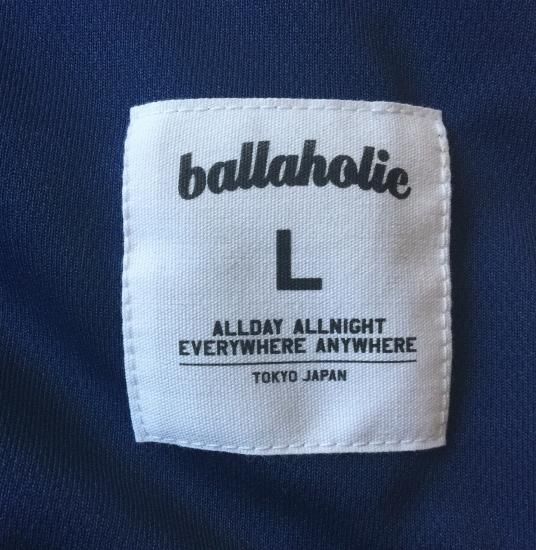 ballaholic
L
ALLDAY ALLNIGHT
EVERYWHERE ANYWHERE
TOKYO JAPAN